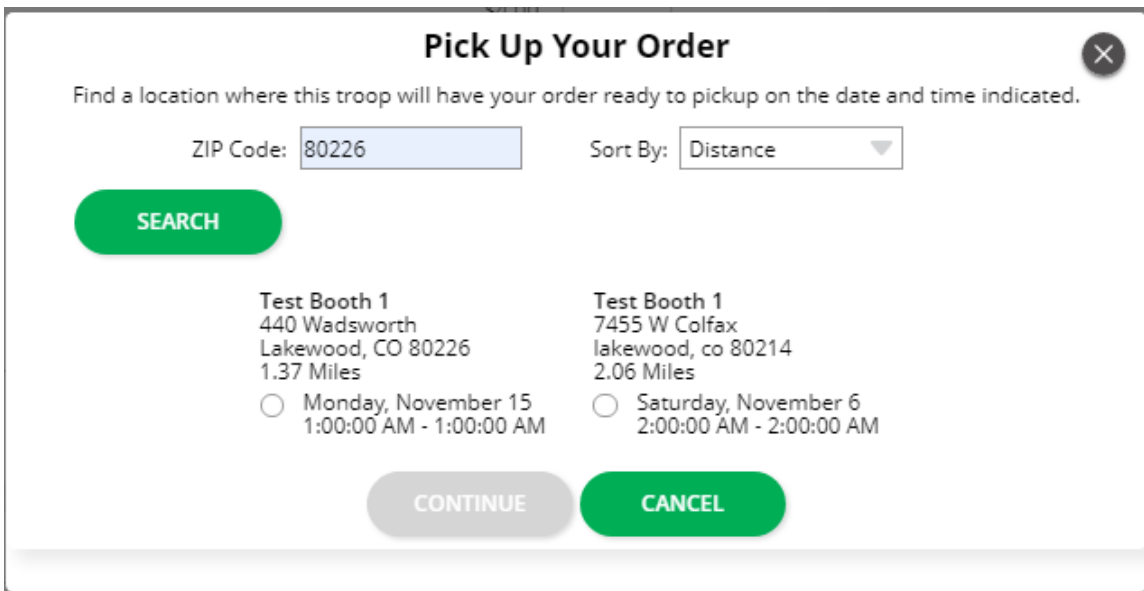 $4.00
Pick Up Your Order
Find a location where this troop will have your order ready to pickup on the date and time indicated.
ZIP Code: 80226 Sort By: Distance
SEARCH
Test Booth 1
440 Wadsworth
Lakewood, CO 80226
1.37 Miles
Monday, November 15
1:00:00 AM - 1:00:00 AM
Test Booth 1
7455 W Colfax
lakewood, co 80214
2.06 Miles
Saturday, November 6
2:00:00 AM - 2:00:00 AM
CONTINUE CANCEL